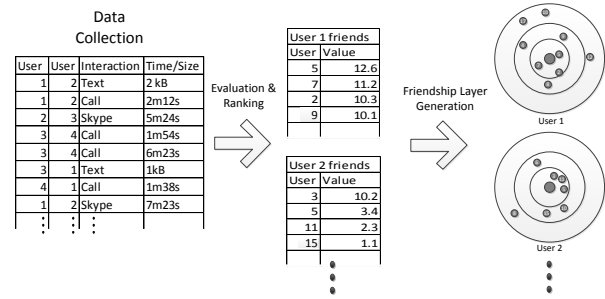 Data
Collection
User User Interaction Time/Size
1 2 Text 2 kB
1 2 Call 2m12s
2 3 Skype 5m24s
3 4 Call 1m54s
3 4 Call 6m23s
3 1 Text 1kB
4 1 Call 1m38s
1 2 Skype 7m23s
Evaluation &
Ranking
User 1 friends
User Value
5 12.6
7 11.2
2 10.3
9 10.1
User 2 friends
User Value
3 10.2
5 3.4
11 2.3
15 1.1
Friendship Layer
Generation
User 1
User 2